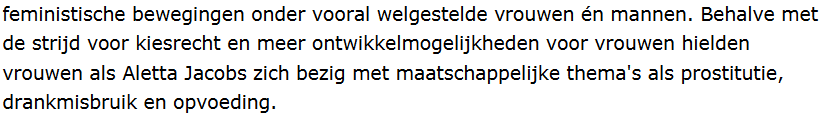 feministische bewegingen onder vooral welgestelde vrouwen én mannen. Behalve met
de strijd voor kiesrecht en meer ontwikkelmogelijkheden voor vrouwen hielden
vrouwen als Aletta Jacobs zich bezig met maatschappelijke thema's als prostitutie,
drankmisbruik en opvoeding.